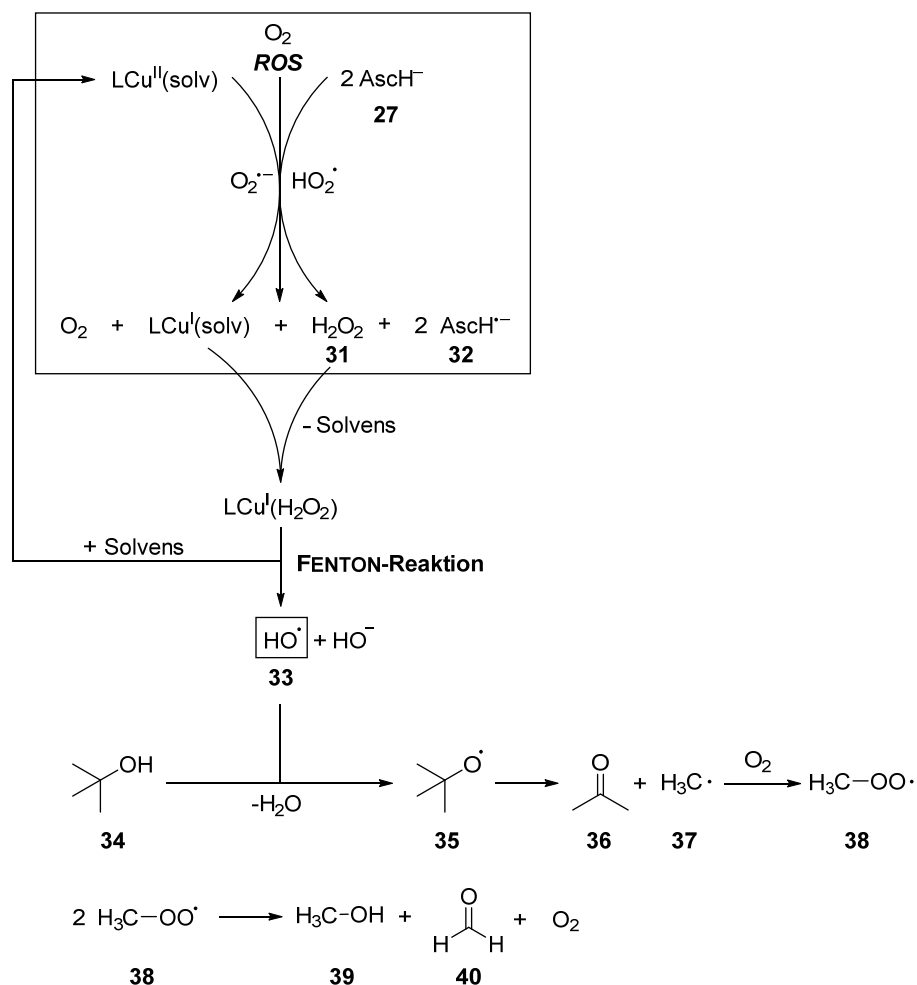 O₂
ROS
LCuᴵᴵ(solv) 2 AscH⁻
27
O₂•⁻ HO₂•
O₂ + LCuᴵ(solv) + H₂O₂ + 2 AscH•⁻
31 32
- Solvens
LCuᴵ(H₂O₂)
+ Solvens
FENTON-Reaktion
HO• + HO⁻
33
OH O• O + H₃C• O₂ H₃C-OO•
-H₂O
34 35 36 37 38
2 H₃C-OO• H₃C-OH + O H H + O₂
38 39 40